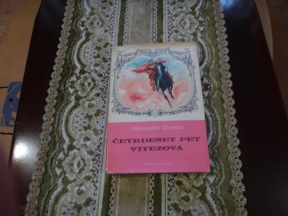 Alexandre Dumas
ČETRDESET PET
VITEZOVA